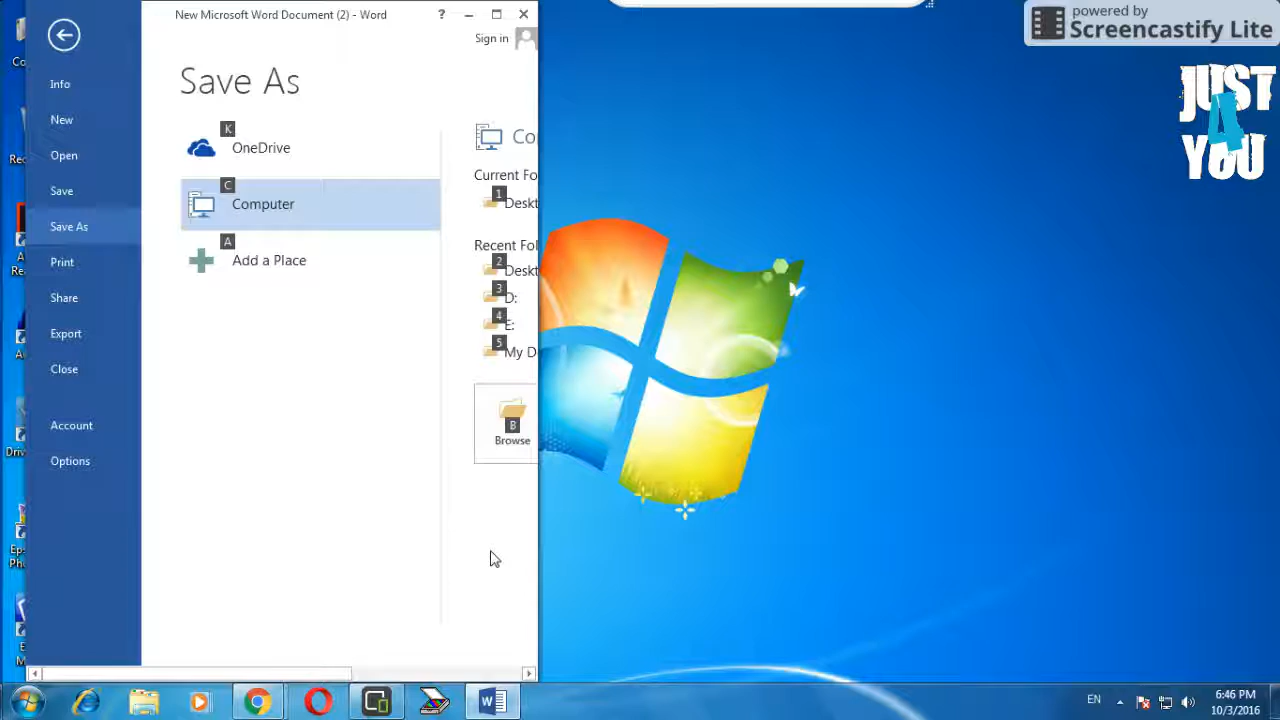 New Microsoft Word Document (2) - Word
?
Sign in
Info
New
Open
Save
Save As
Print
Share
Export
Close
Account
Options
Save As
K
OneDrive
C
Computer
A
Add a Place
Co
Current Fo
1
Deskt
Recent Fol
2
Deskt
3
D:
4
E:
5
My D
B
Browse
powered by
Screencastify Lite
JUST
4
YOU
EN
6:46 PM
10/3/2016